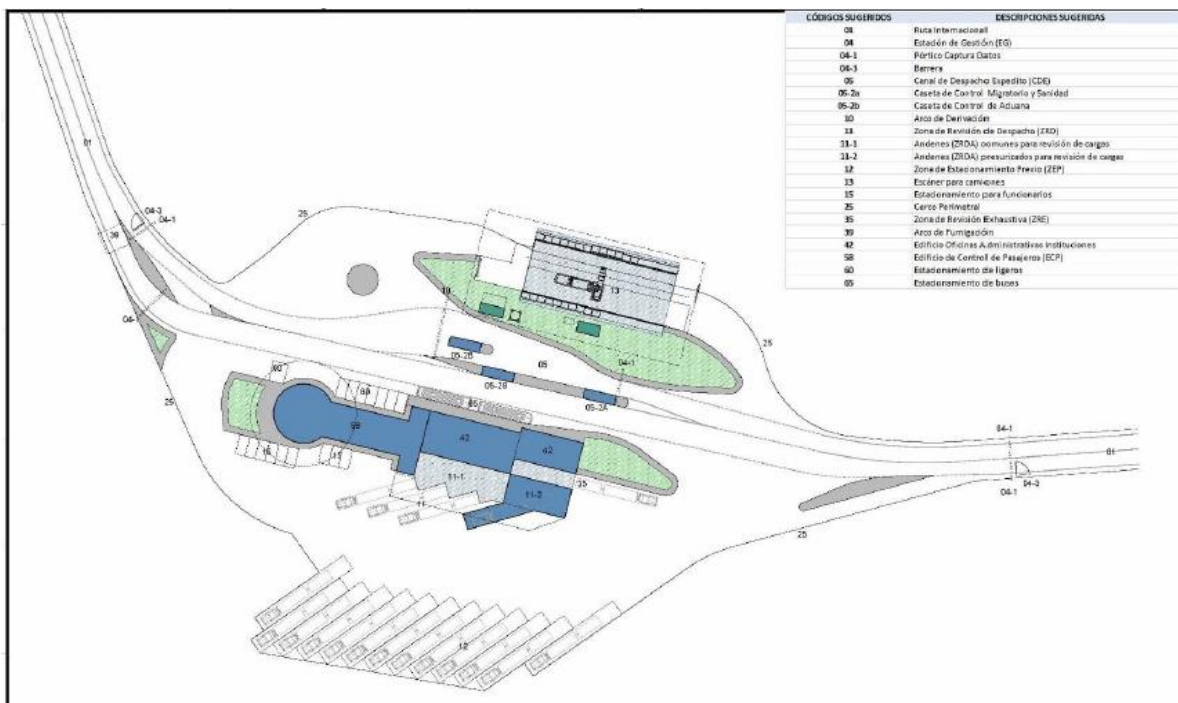 CÓDIGOS SUGERIDOS DESCRIPCIONES SUGERIDAS
01 Ruta Internacional
04 Estación de Gestión (EG)
04-1 Pórtico Captura Datos
04-3 Barrera
05 Canal de Despacho Expedito (CDE)
05-2a Caseta de Control Migratorio y Sanidad
05-2b Caseta de Control de Aduana
10 Arco de Derivación
11 Zona de Revisión de Despacho (ZRD)
11-1 Andenes (ZRDA) comunes para revisión de cargas
11-2 Andenes (ZRDA) presurizados para revisión de cargas
12 Zona de Estacionamiento Previo (ZEP)
13 Escáner para camiones
15 Estacionamiento para funcionarios
25 Cerco Perimetral
35 Zona de Revisión Exhaustiva (ZRE)
39 Arco de Fumigación
42 Edificio Oficinas Administrativas Instituciones
58 Edificio de Control de Pasajeros (ECP)
60 Estacionamiento de ligeros
65 Estacionamiento de buses
01
04-3
04-1
25
39
10
13
04-1
05-2B
05
04-1
25
05-2B
05-2A
60
60
65
25
58
42
42
04-1
01
15
15
11-1
35
11-2
04-3
04-1
11
25
12